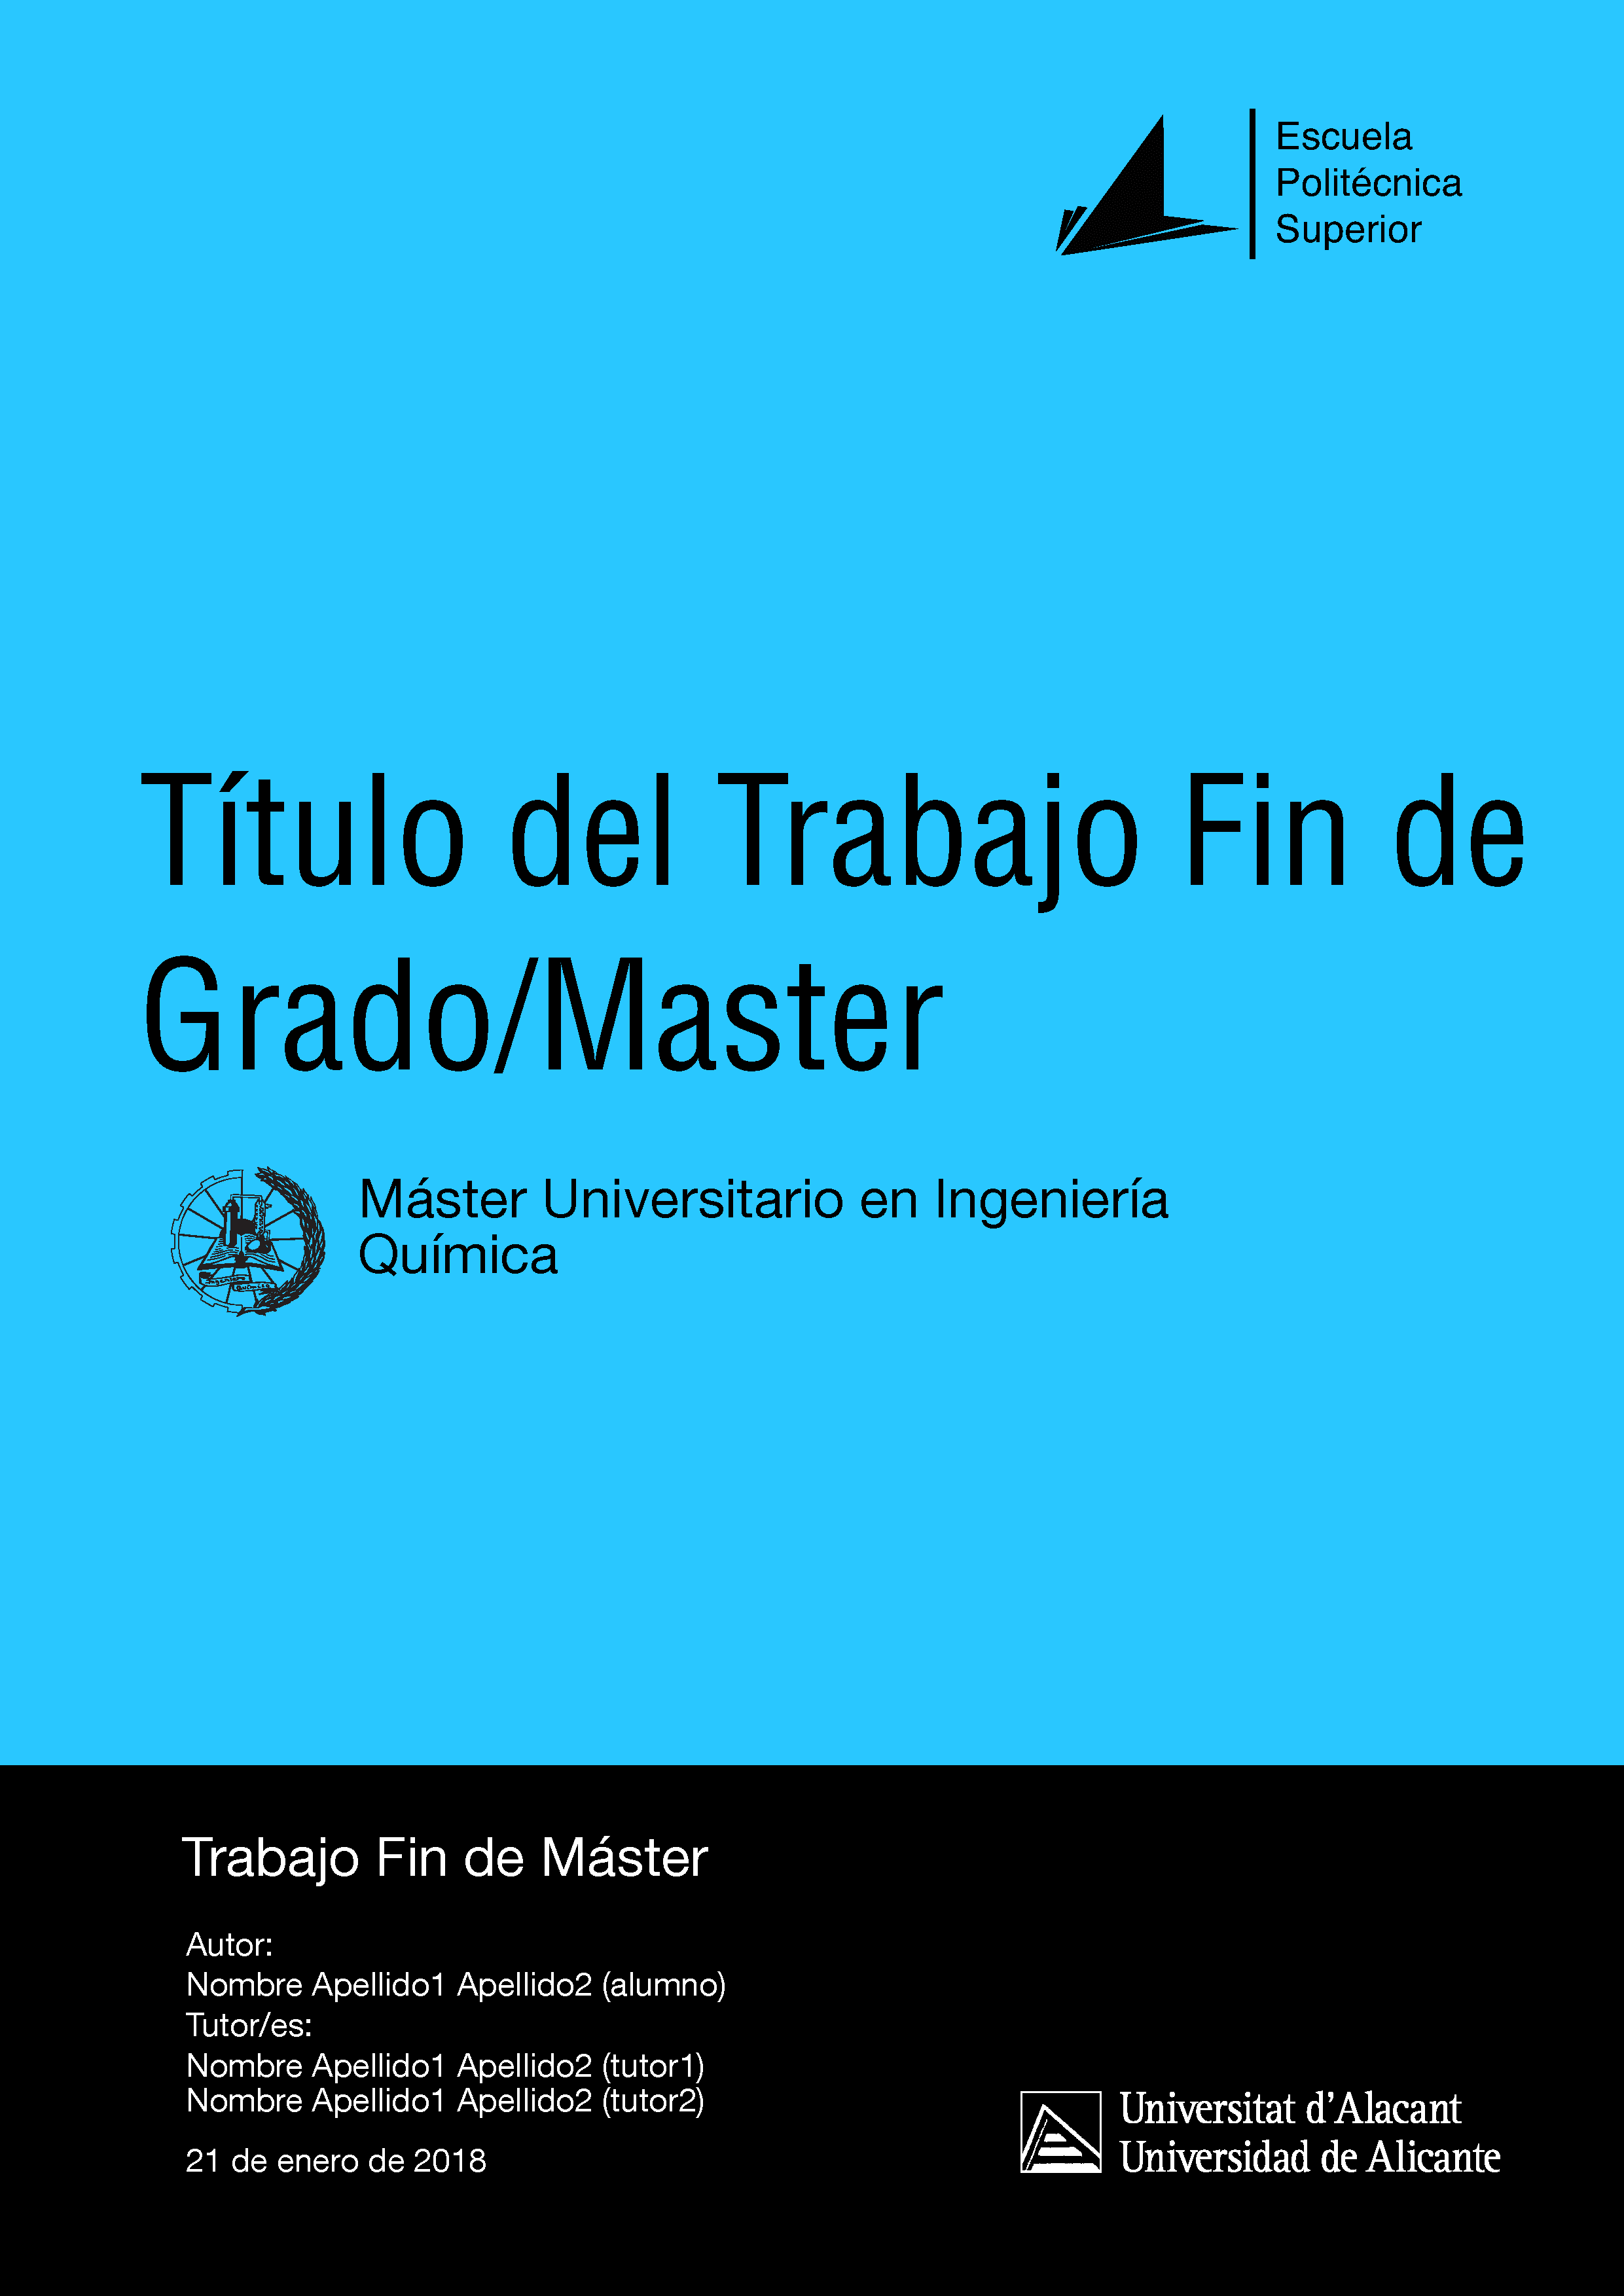 Escuela
Politécnica
Superior
Título del Trabajo Fin de
Grado/Master
Máster Universitario en Ingeniería
Química
Trabajo Fin de Máster
Autor:
Nombre Apellido1 Apellido2 (alumno)
Tutor/es:
Nombre Apellido1 Apellido2 (tutor1)
Nombre Apellido1 Apellido2 (tutor2)
21 de enero de 2018
Universitat d’Alacant
Universidad de Alicante